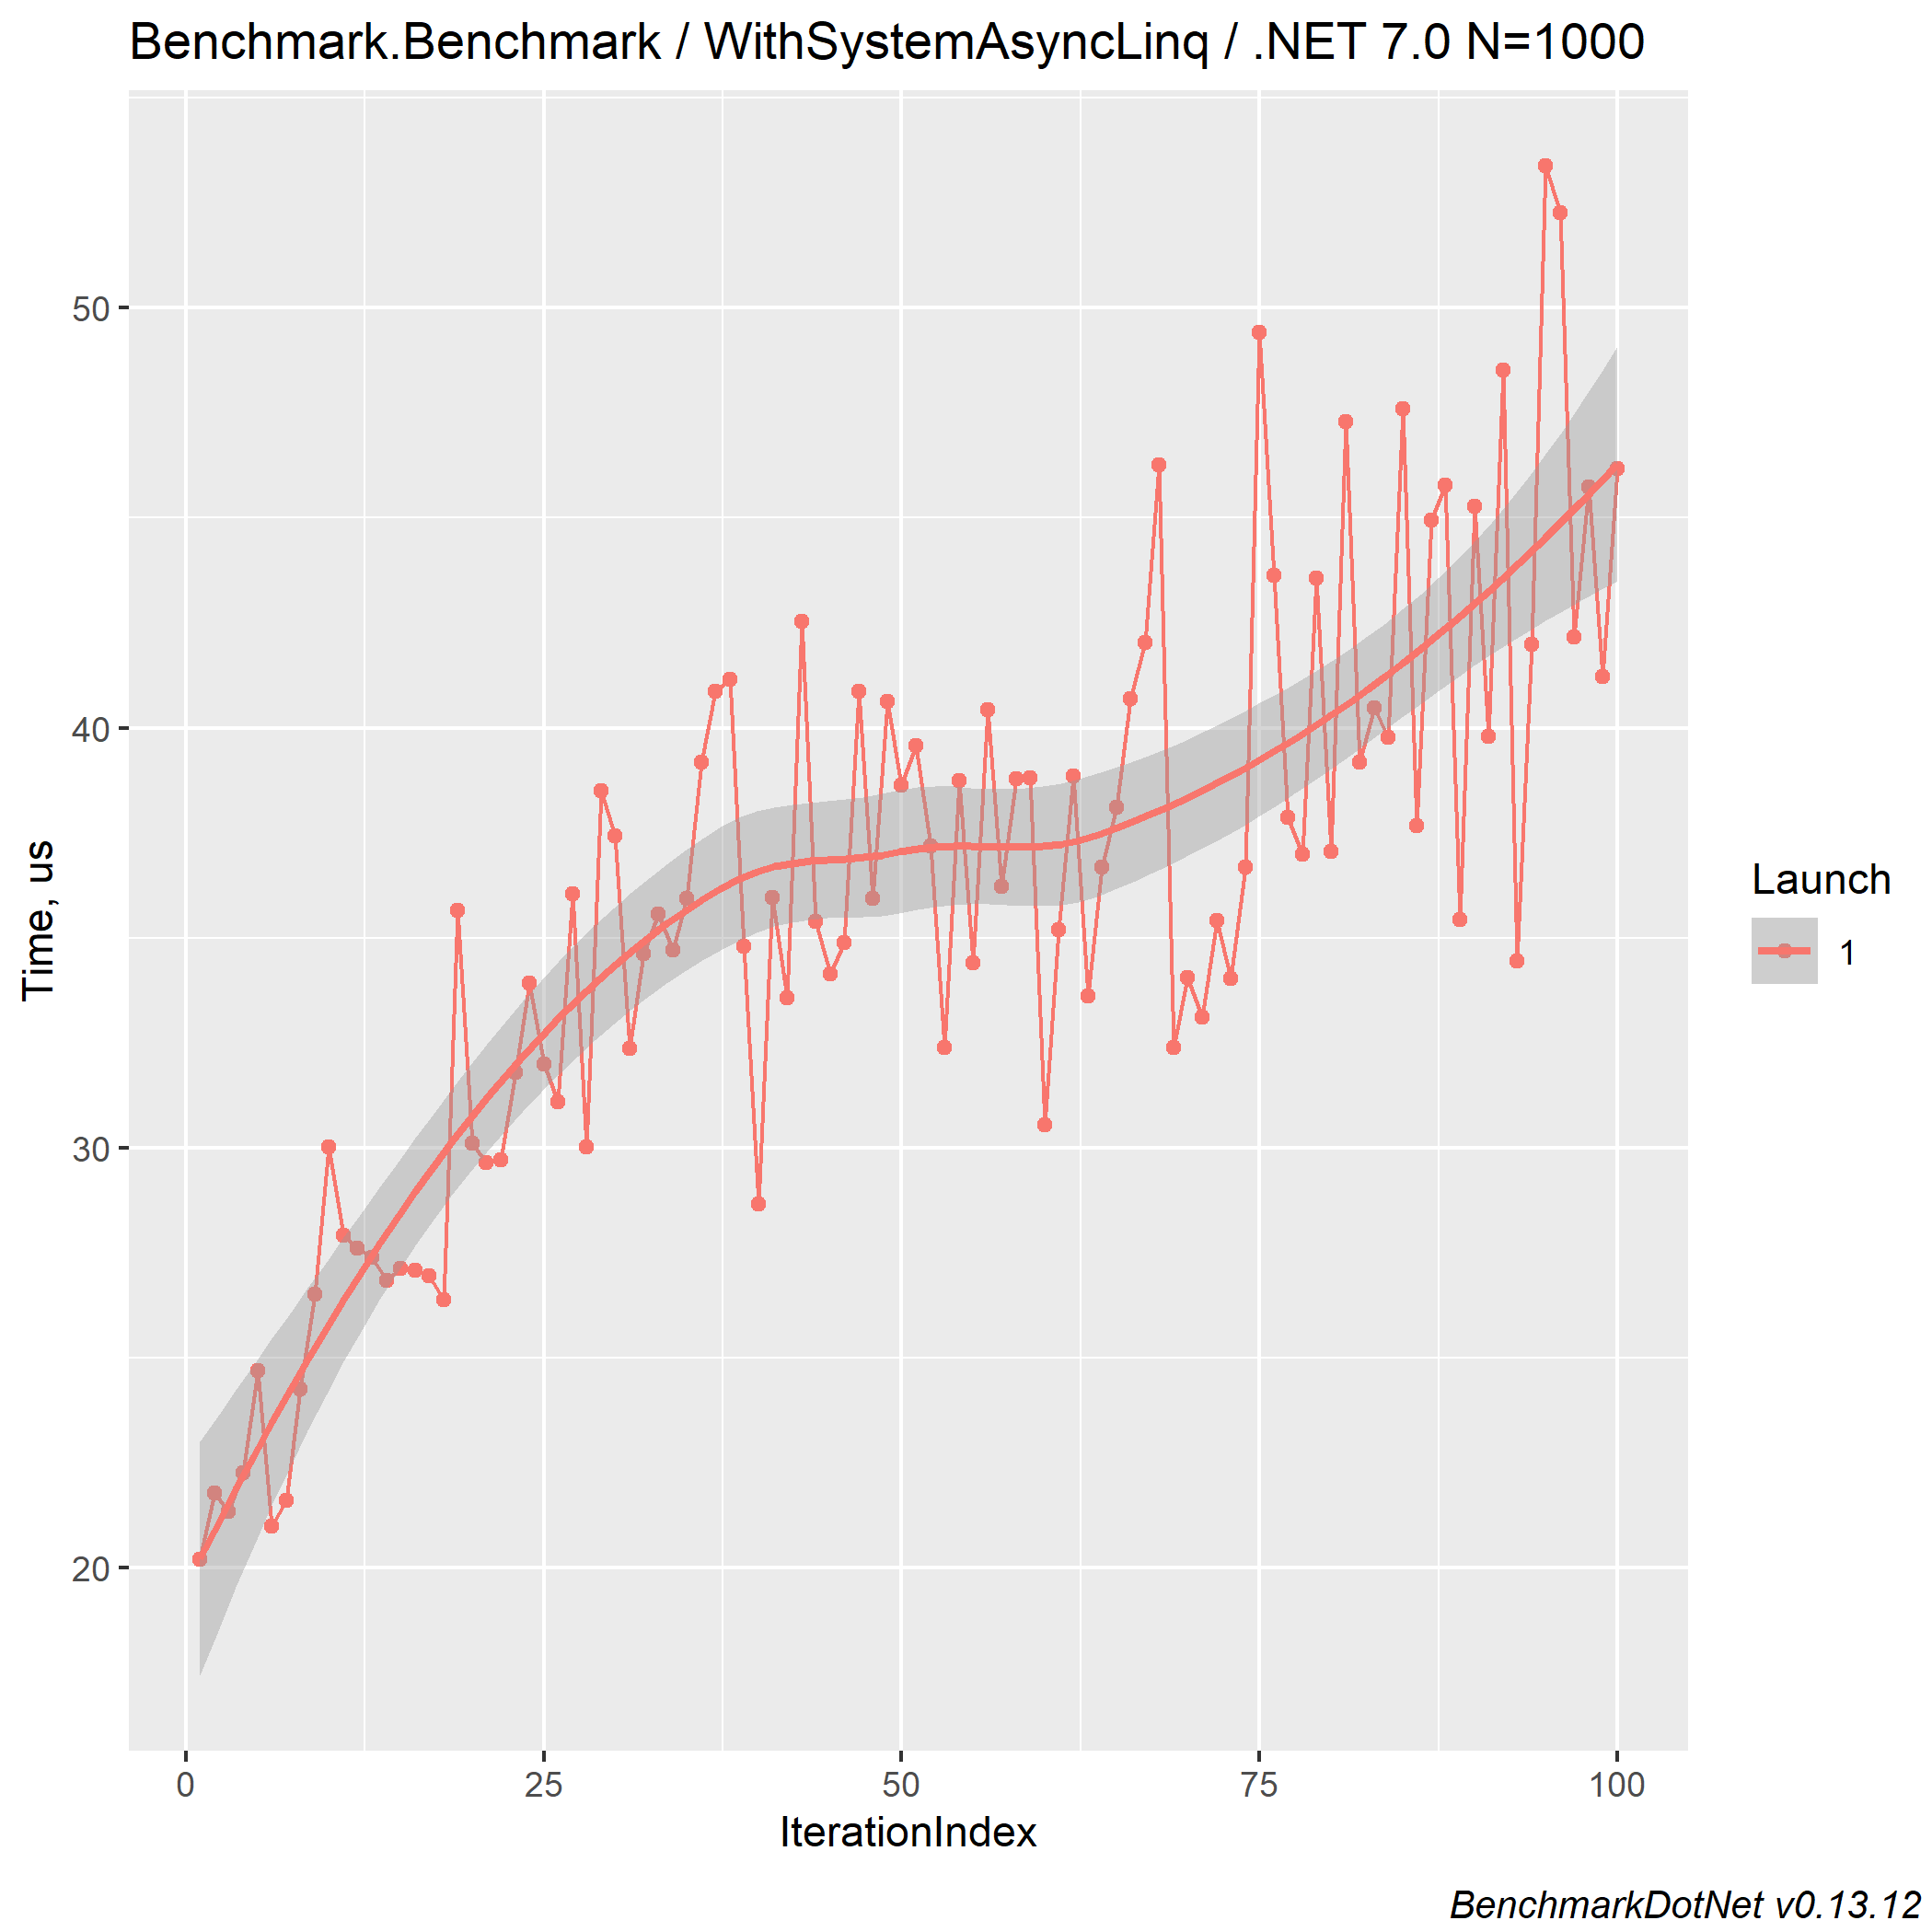 Benchmark.Benchmark / WithSystemAsyncLinq / .NET 7.0 N=1000
50
40
30
20
Time, us
0 25 50 75 100
IterationIndex
Launch
1
BenchmarkDotNet v0.13.12